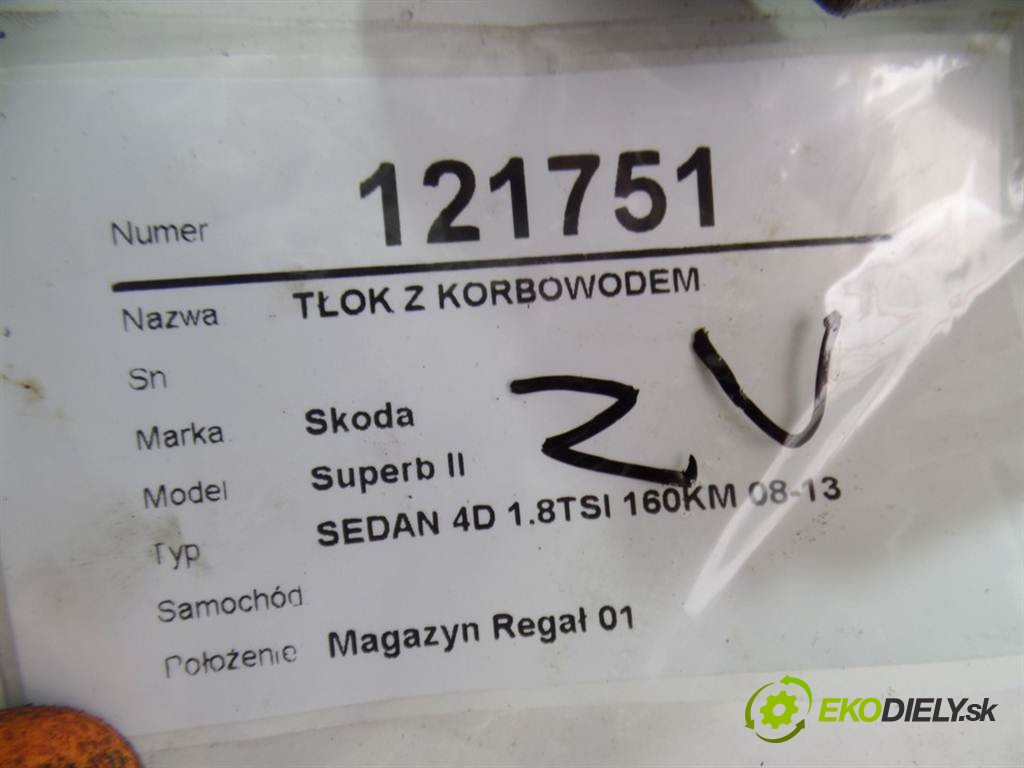 Numer 121751
Nazwa TŁOK Z KORBOWODEM
Sn
Marka Skoda
Model Superb II
Typ SEDAN 4D 1.8TSI 160KM 08-13
Samochód
Położenie Magazyn Regał 01
ZU
EKODIELY.sk